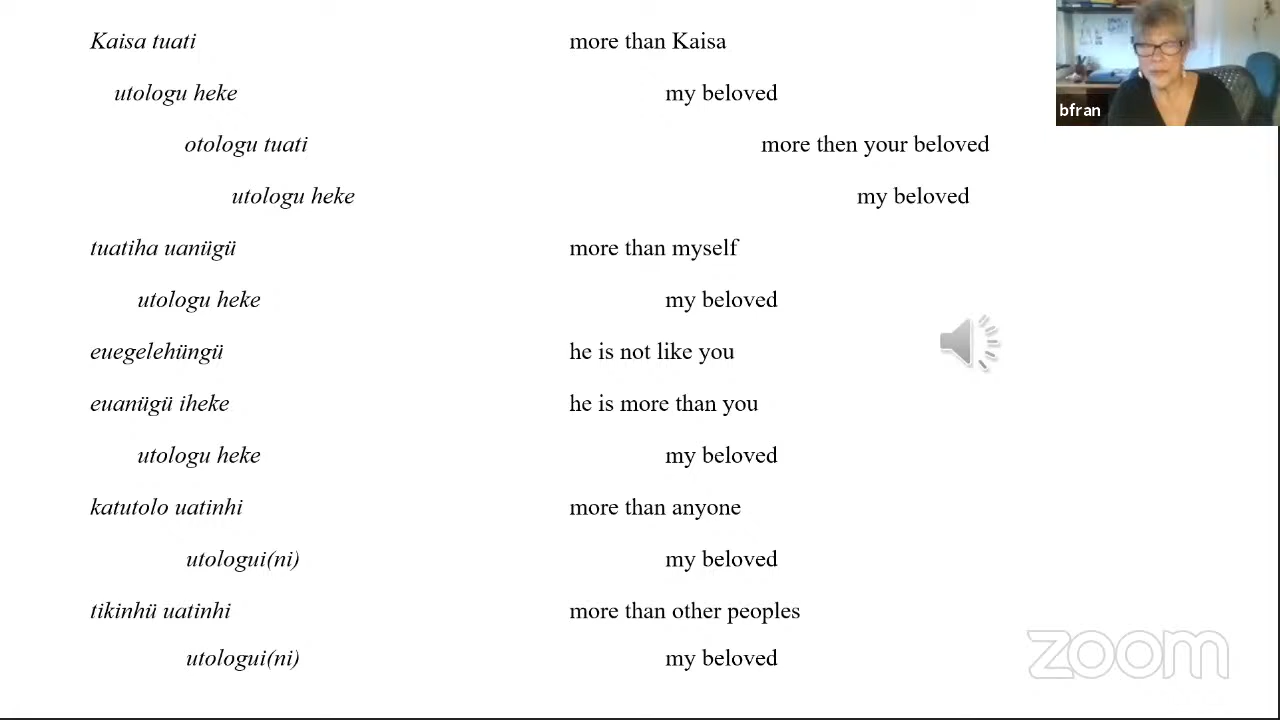 Kaisa tuati more than Kaisa
utologu heke my beloved
otologu tuati more then your beloved
utologu heke my beloved
tuatiha uanügü more than myself
utologu heke my beloved
euegelehüngü he is not like you
euanügü iheke he is more than you
utologu heke my beloved
katutolo uatinhi more than anyone
utologui(ni) my beloved
tikinhü uatinhi more than other peoples
utologui(ni) my beloved
bfran
zoom